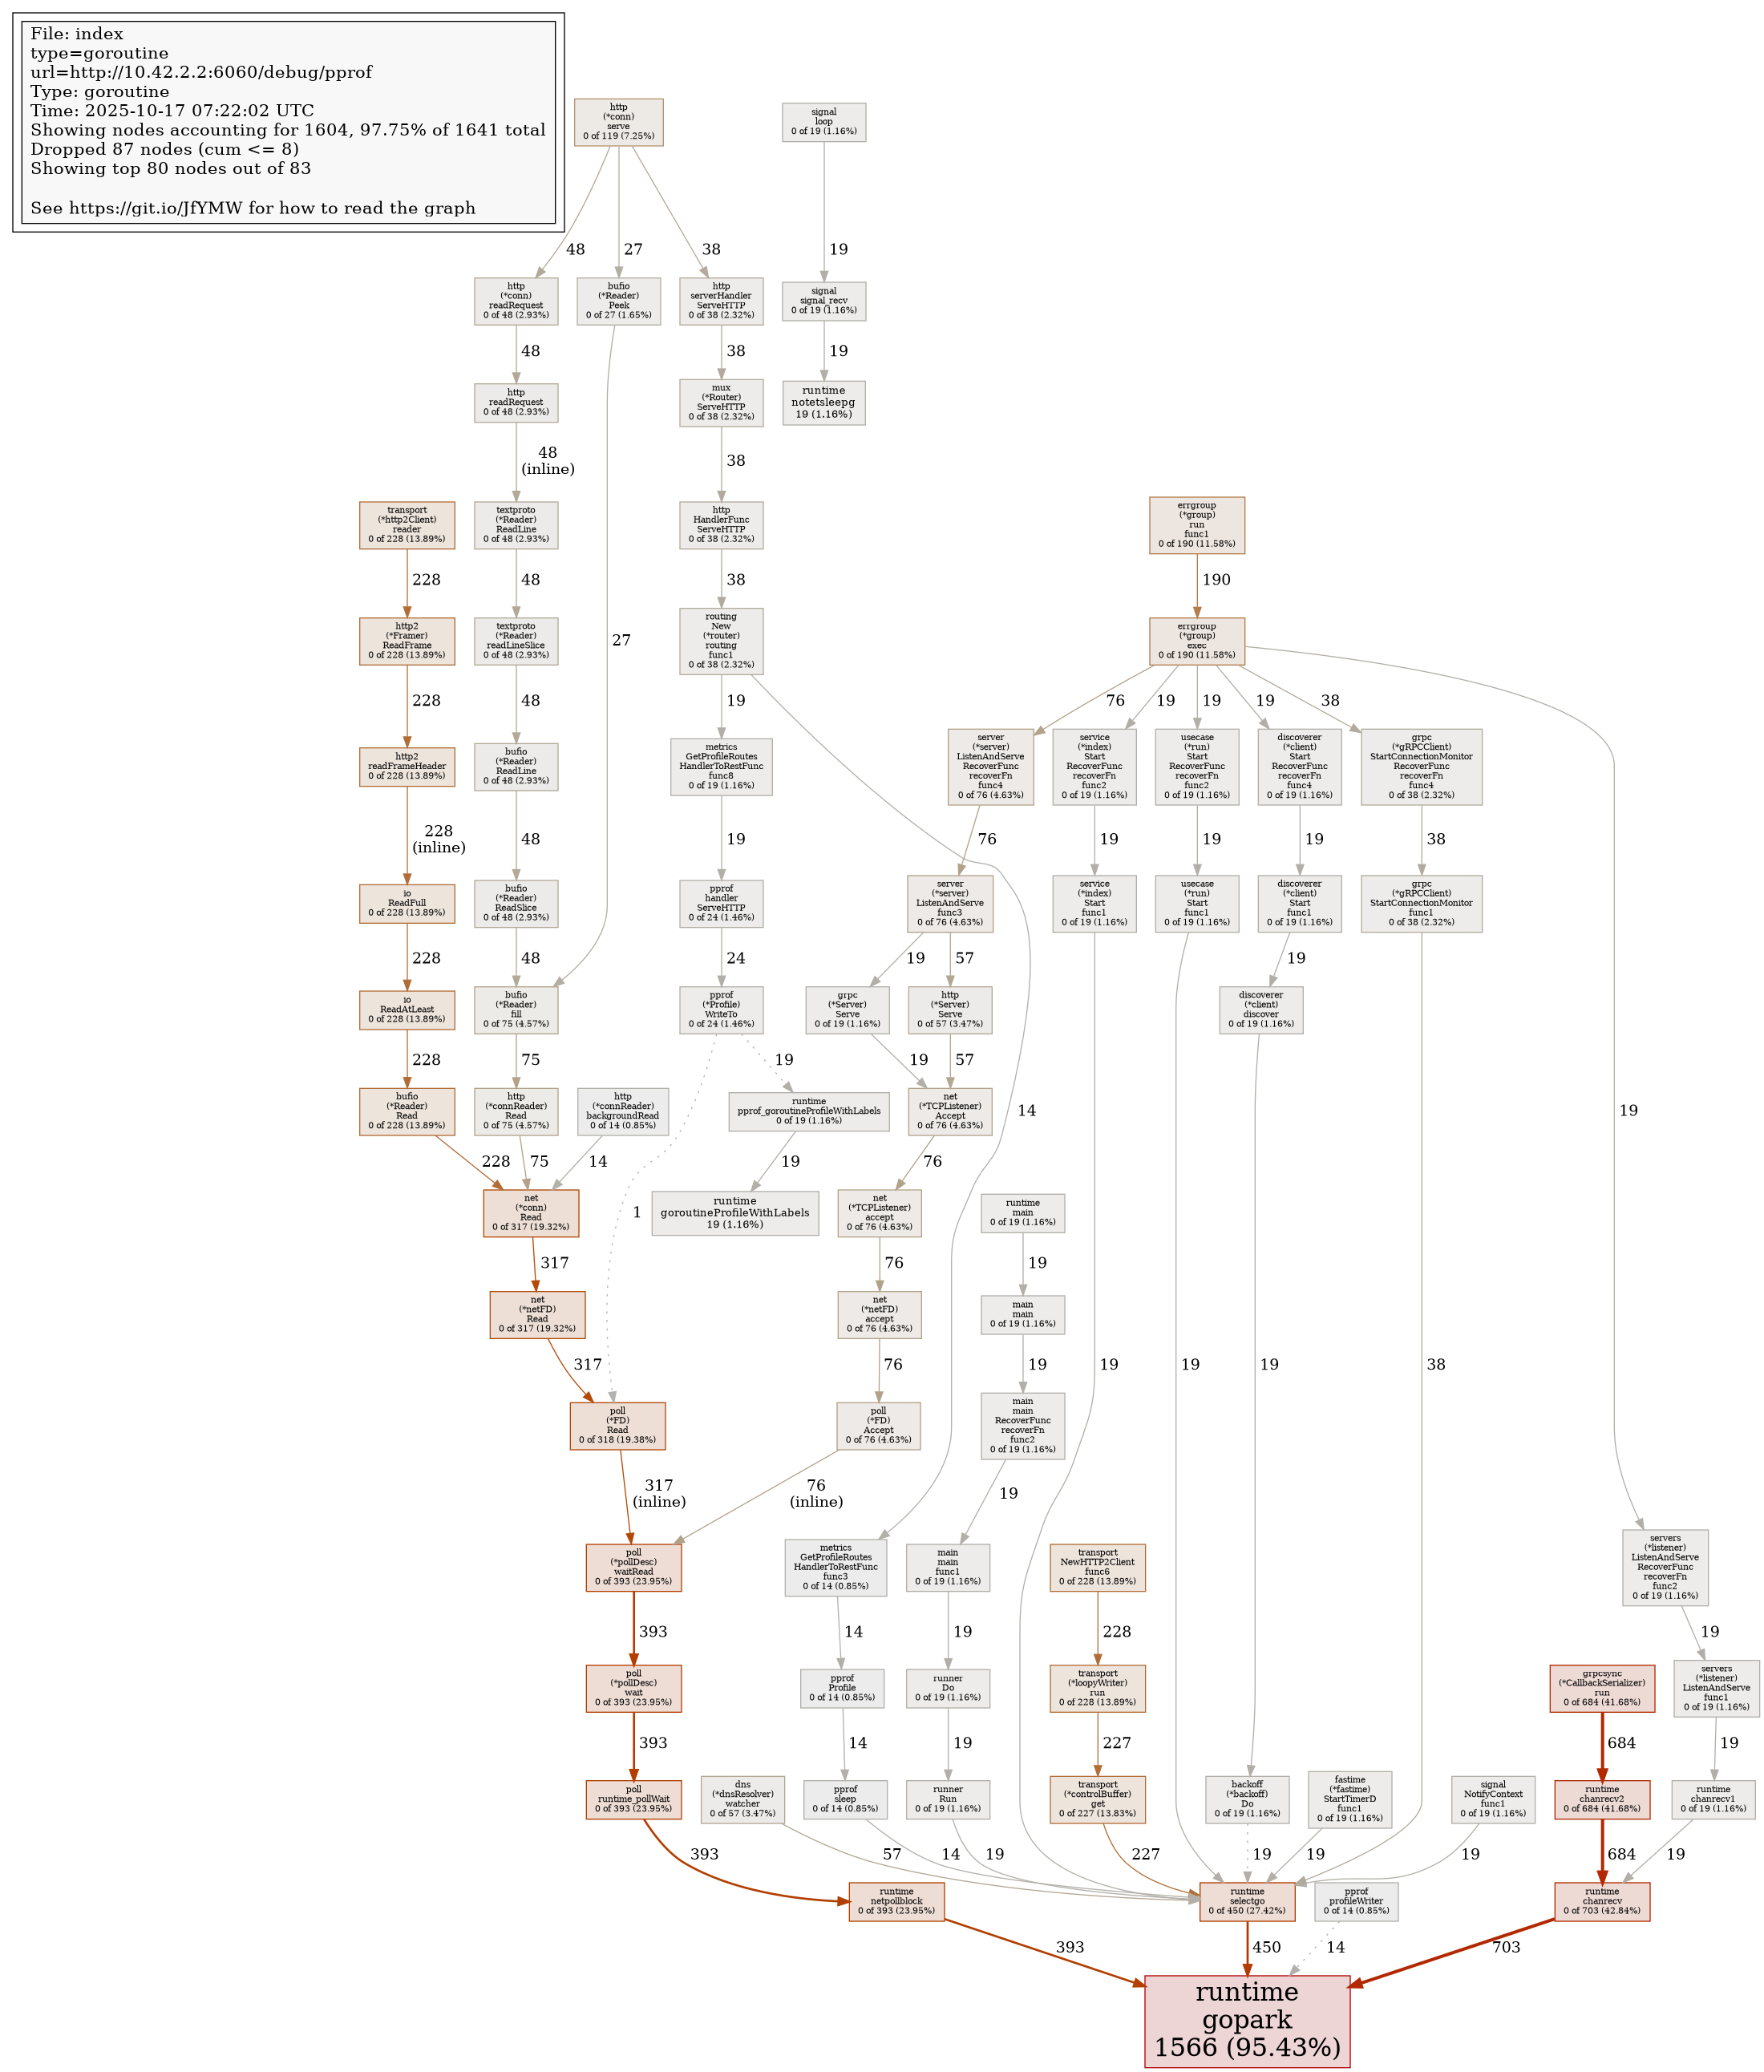 File: index
type=goroutine
url=http://10.42.2.2:6060/debug/pprof
Type: goroutine
Time: 2025-10-17 07:22:02 UTC
Showing nodes accounting for 1604, 97.75% of 1641 total
Dropped 87 nodes (cum <= 8)
Showing top 80 nodes out of 83
See https://git.io/JfYMW for how to read the graph
http
(*conn)
serve
0 of 119 (7.25%)
signal
loop
0 of 19 (1.16%)
48
27
38
19
http
(*conn)
readRequest
0 of 48 (2.93%)
bufio
(*Reader)
Peek
0 of 27 (1.65%)
http
serverHandler
ServeHTTP
0 of 38 (2.32%)
signal
signal_recv
0 of 19 (1.16%)
48
38
19
http
readRequest
0 of 48 (2.93%)
mux
(*Router)
ServeHTTP
0 of 38 (2.32%)
runtime
notetsleepg
19 (1.16%)
48
(inline)
38
transport
(*http2Client)
reader
0 of 228 (13.89%)
textproto
(*Reader)
ReadLine
0 of 48 (2.93%)
http
HandlerFunc
ServeHTTP
0 of 38 (2.32%)
errgroup
(*group)
run
func1
0 of 190 (11.58%)
228
48
38
190
http2
(*Framer)
ReadFrame
0 of 228 (13.89%)
textproto
(*Reader)
readLineSlice
0 of 48 (2.93%)
27
routing
New
(*router)
routing
func1
0 of 38 (2.32%)
errgroup
(*group)
exec
0 of 190 (11.58%)
228
48
19
76
19
19
19
38
http2
readFrameHeader
0 of 228 (13.89%)
bufio
(*Reader)
ReadLine
0 of 48 (2.93%)
metrics
GetProfileRoutes
HandlerToRestFunc
func8
0 of 19 (1.16%)
server
(*server)
ListenAndServe
RecoverFunc
recoverFn
func4
0 of 76 (4.63%)
service
(*index)
Start
RecoverFunc
recoverFn
func2
0 of 19 (1.16%)
usecase
(*run)
Start
RecoverFunc
recoverFn
func2
0 of 19 (1.16%)
discoverer
(*client)
Start
RecoverFunc
recoverFn
func4
0 of 19 (1.16%)
grpc
(*gRPCClient)
StartConnectionMonitor
RecoverFunc
recoverFn
func4
0 of 38 (2.32%)
228
(inline)
48
19
76
19
19
19
38
io
ReadFull
0 of 228 (13.89%)
bufio
(*Reader)
ReadSlice
0 of 48 (2.93%)
pprof
handler
ServeHTTP
0 of 24 (1.46%)
server
(*server)
ListenAndServe
func3
0 of 76 (4.63%)
service
(*index)
Start
func1
0 of 19 (1.16%)
usecase
(*run)
Start
func1
0 of 19 (1.16%)
discoverer
(*client)
Start
func1
0 of 19 (1.16%)
grpc
(*gRPCClient)
StartConnectionMonitor
func1
0 of 38 (2.32%)
228
48
24
19
57
19
io
ReadAtLeast
0 of 228 (13.89%)
bufio
(*Reader)
fill
0 of 75 (4.57%)
pprof
(*Profile)
WriteTo
0 of 24 (1.46%)
grpc
(*Server)
Serve
0 of 19 (1.16%)
http
(*Server)
Serve
0 of 57 (3.47%)
discoverer
(*client)
discover
0 of 19 (1.16%)
228
75
19
19
57
bufio
(*Reader)
Read
0 of 228 (13.89%)
http
(*connReader)
Read
0 of 75 (4.57%)
http
(*connReader)
backgroundRead
0 of 14 (0.85%)
runtime
pprof_goroutineProfileWithLabels
0 of 19 (1.16%)
net
(*TCPListener)
Accept
0 of 76 (4.63%)
14
19
228
75
14
19
76
net
(*conn)
Read
0 of 317 (19.32%)
1
runtime
goroutineProfileWithLabels
19 (1.16%)
net
(*TCPListener)
accept
0 of 76 (4.63%)
runtime
main
0 of 19 (1.16%)
317
76
19
net
(*netFD)
Read
0 of 317 (19.32%)
net
(*netFD)
accept
0 of 76 (4.63%)
main
main
0 of 19 (1.16%)
317
76
19
19
19
19
38
poll
(*FD)
Read
0 of 318 (19.38%)
poll
(*FD)
Accept
0 of 76 (4.63%)
main
main
RecoverFunc
recoverFn
func2
0 of 19 (1.16%)
317
(inline)
76
(inline)
19
poll
(*pollDesc)
waitRead
0 of 393 (23.95%)
metrics
GetProfileRoutes
HandlerToRestFunc
func3
0 of 14 (0.85%)
main
main
func1
0 of 19 (1.16%)
transport
NewHTTP2Client
func6
0 of 228 (13.89%)
servers
(*listener)
ListenAndServe
RecoverFunc
recoverFn
func2
0 of 19 (1.16%)
393
14
19
228
19
poll
(*pollDesc)
wait
0 of 393 (23.95%)
pprof
Profile
0 of 14 (0.85%)
runner
Do
0 of 19 (1.16%)
transport
(*loopyWriter)
run
0 of 228 (13.89%)
grpcsync
(*CallbackSerializer)
run
0 of 684 (41.68%)
servers
(*listener)
ListenAndServe
func1
0 of 19 (1.16%)
393
14
19
227
684
19
poll
runtime_pollWait
0 of 393 (23.95%)
dns
(*dnsResolver)
watcher
0 of 57 (3.47%)
pprof
sleep
0 of 14 (0.85%)
runner
Run
0 of 19 (1.16%)
transport
(*controlBuffer)
get
0 of 227 (13.83%)
backoff
(*backoff)
Do
0 of 19 (1.16%)
fastime
(*fastime)
StartTimerD
func1
0 of 19 (1.16%)
signal
NotifyContext
func1
0 of 19 (1.16%)
runtime
chanrecv2
0 of 684 (41.68%)
runtime
chanrecv1
0 of 19 (1.16%)
393
57
14
19
227
19
19
19
684
19
runtime
netpollblock
0 of 393 (23.95%)
runtime
selectgo
0 of 450 (27.42%)
pprof
profileWriter
0 of 14 (0.85%)
runtime
chanrecv
0 of 703 (42.84%)
393
450
14
703
runtime
gopark
1566 (95.43%)